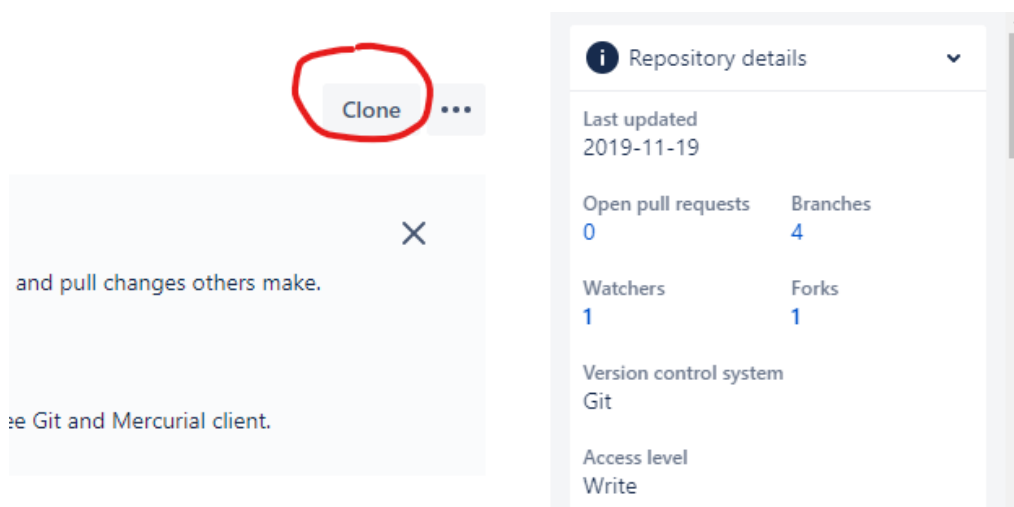 Clone
and pull changes others make.
ee Git and Mercurial client.
Repository details
Last updated
2019-11-19
Open pull requests Branches
0 4
Watchers Forks
1 1
Version control system
Git
Access level
Write